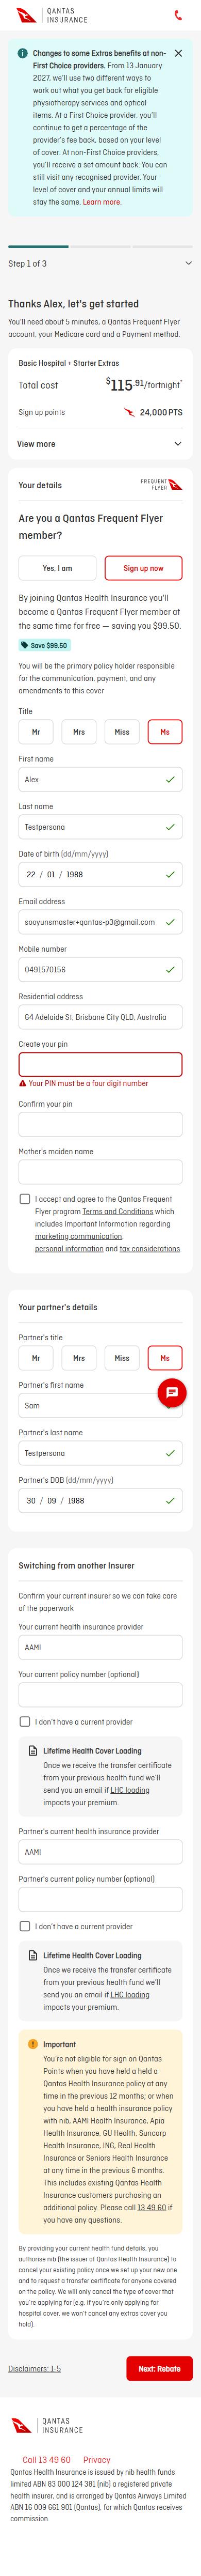 QANTAS
INSURANCE
Changes to some Extras benefits at non-
First Choice providers. From 13 January
2027, we'll use two different ways to
work out what you get back for eligible
physiotherapy services and optical
items. At a First Choice provider, you'll
continue to get a percentage of the
provider's fee back, based on your level
of cover. At non-First Choice Providers,
you'll receive a set amount back. You can
still visit any recognised provider. Your
level of cover and your annual limits will
stay the same. Learn more.
Step 1 of 3
Thanks Alex, let's get started
You'll need about 5 minutes, a Qantas Frequent Flyer
account, your Medicare card and a Payment method.
Basic Hospital + Starter Extras
Total cost
$115.91/fortnight^
Sign up points
24,000 PTS
View more
Your details
FREQUENT
FLYER
Are you a Qantas Frequent Flyer
member?
Yes, I am
Sign up now
By joining Qantas Health Insurance you'll
become a Qantas Frequent Flyer member at
the same time for free — saving you $99.50.
Save $99.50
You will be the primary policy holder responsible
for the communication, payment, and any
amendments to this cover
Title
Mr
Mrs
Miss
Ms
First name
Alex
Last name
Testpersona
Date of birth (dd/mm/yyyy)
22 / 01 / 1988
Email address
sooyunsmaster+qantas-p3@gmail.com
Mobile number
0491570156
Residential address
64 Adelaide St, Brisbane City QLD, Australia
Create your pin
Your PIN must be a four digit number
Confirm your pin
Mother's maiden name
I accept and agree to the Qantas Frequent
Flyer program Terms and Conditions which
includes Important Information regarding
marketing communication,
personal information and tax considerations.
Your partner's details
Partner's title
Mr
Mrs
Miss
Ms
Partner's first name
Sam
Partner's last name
Testpersona
Partner's DOB (dd/mm/yyyy)
30 / 09 / 1988
Switching from another Insurer
Confirm your current insurer so we can take care
of the paperwork
Your current health insurance provider
AAMI
Your current policy number (optional)
I don't have a current provider
Lifetime Health Cover Loading
Once we receive the transfer certificate
from your previous health fund we'll
send you an email if LHC loading
impacts your premium.
Partner's current health insurance provider
AAMI
Partner's current policy number (optional)
I don't have a current provider
Lifetime Health Cover Loading
Once we receive the transfer certificate
from your previous health fund we'll
send you an email if LHC loading
impacts your premium.
Important
You're not eligible for sign on Qantas
Points when you have held a held a
Qantas Health Insurance policy at any
time in the previous 12 months; or when
you have held a health insurance policy
with nib, AAMI Health Insurance, Apia
Health Insurance, GU Health, Suncorp
Health Insurance, ING, Real Health
Insurance or Seniors Health Insurance
at any time in the previous 6 months.
This includes existing Qantas Health
Insurance customers purchasing an
additional policy. Please call 13 49 60 if
you have any questions.
By providing your current health fund details, you
authorise nib (the issuer of Qantas Health Insurance) to
cancel your existing policy once we set up your new one
and to request a transfer certificate for anyone covered
on the policy. We will only cancel the type of cover that
you're applying for (e.g. if you're only applying for
hospital cover, we won't cancel any extras cover you
hold).
Disclaimers: 1-5
Next: Rebate
QANTAS
INSURANCE
Call 13 49 60
Privacy
Qantas Health Insurance is issued by nib health funds
limited ABN 83 000 124 381 (nib) a registered private
health insurer, and is arranged by Qantas Airways Limited
ABN 16 009 661 901 (Qantas), for which Qantas receives
commission.